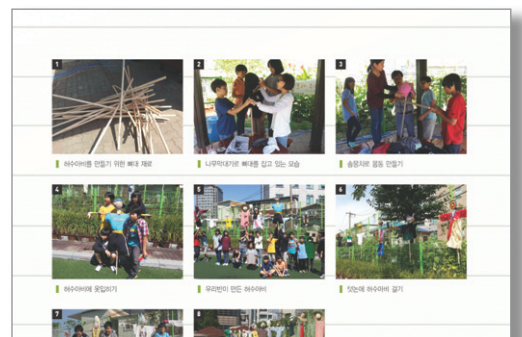 1
2
3
허수아비를 만들기 위한 뼈대 재료
나무막대기로 뼈대를 잡고 있는 모습
솜뭉치로 몸통 만들기
4
5
6
허수아비에 옷입히기
우리반이 만든 허수아비
텃논에 허수아비 걸기
7
8